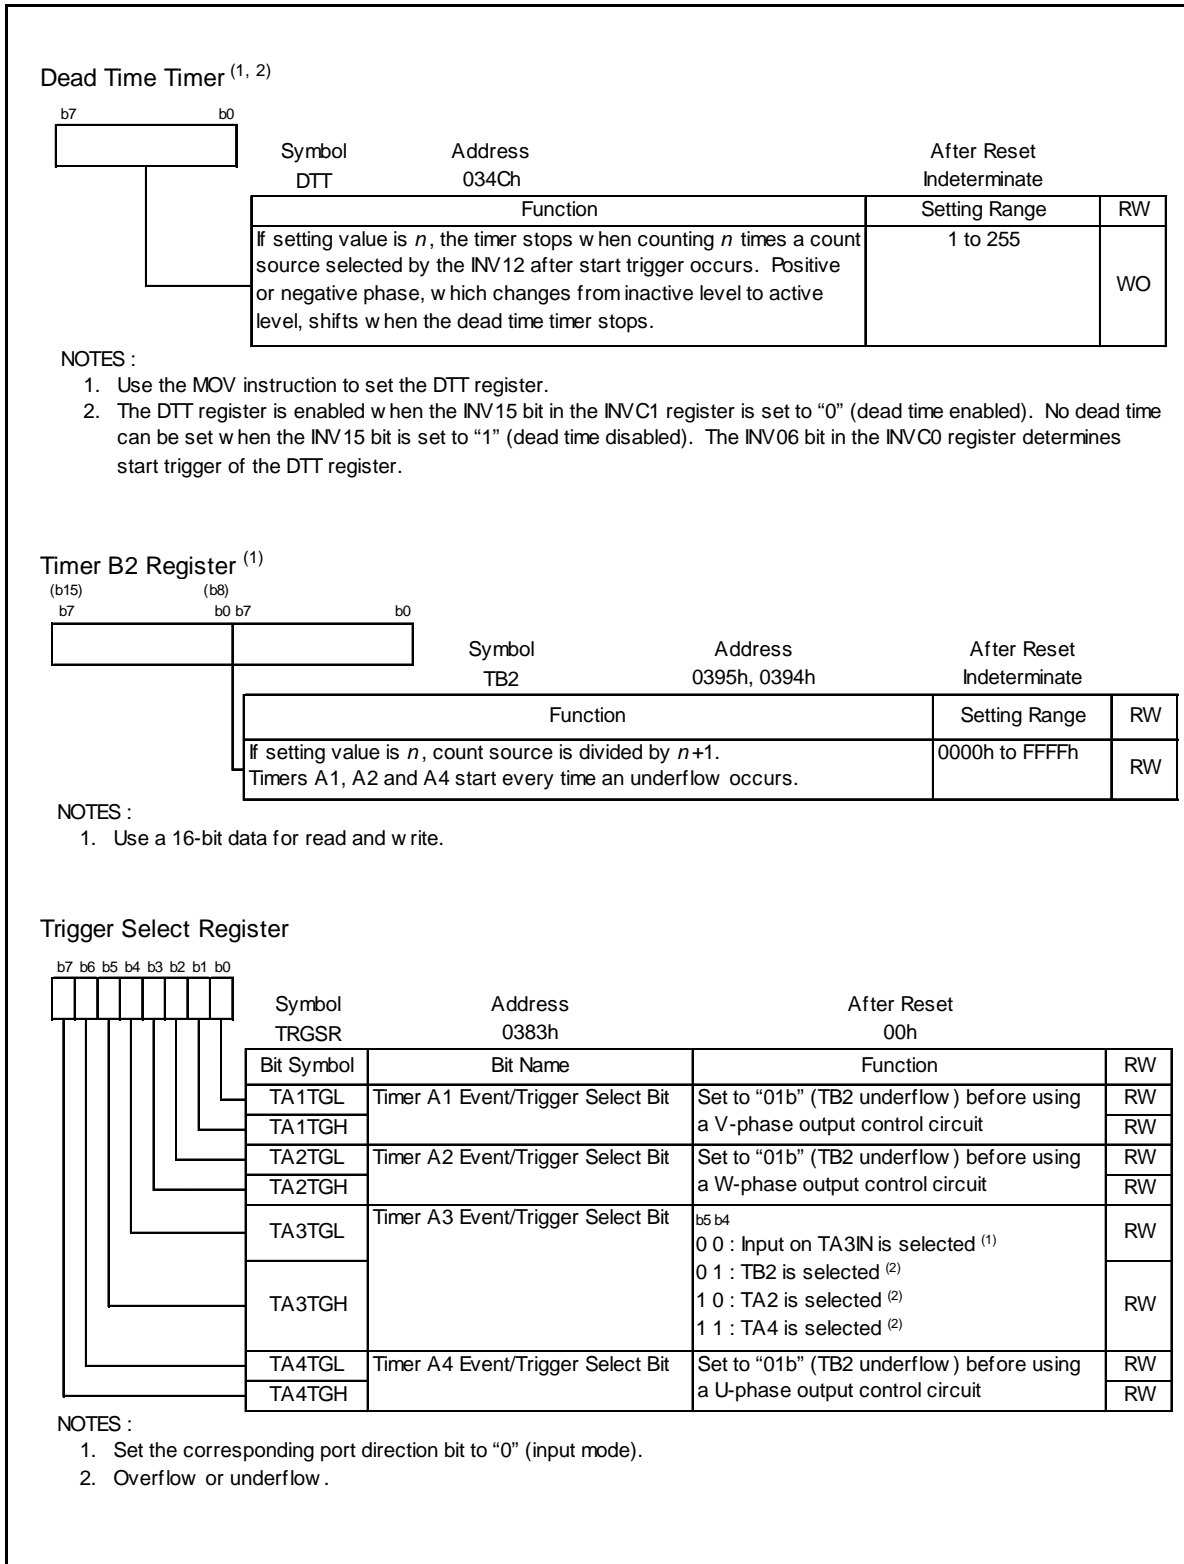 Dead Time Timer (1, 2)
b7 b0
Symbol Address After Reset
DTT 034Ch Indeterminate
Function Setting Range RW
If setting value is n, the timer stops when counting n times a count 1 to 255
source selected by the INV12 after start trigger occurs. Positive
or negative phase, which changes from inactive level to active WO
level, shifts when the dead time timer stops.
NOTES :
1. Use the MOV instruction to set the DTT register.
2. The DTT register is enabled when the INV15 bit in the INVC1 register is set to “0” (dead time enabled). No dead time
can be set when the INV15 bit is set to “1” (dead time disabled). The INV06 bit in the INVC0 register determines
start trigger of the DTT register.
Timer B2 Register (1)
(b15) (b8)
b7 b0 b7 b0
Symbol Address After Reset
TB2 0395h, 0394h Indeterminate
Function Setting Range RW
If setting value is n, count source is divided by n+1. 0000h to FFFFh RW
Timers A1, A2 and A4 start every time an underflow occurs.
NOTES :
1. Use a 16-bit data for read and write.
Trigger Select Register
b7 b6 b5 b4 b3 b2 b1 b0
Symbol Address After Reset
TRGSR 0383h 00h
Bit Symbol Bit Name Function RW
TA1TGL Timer A1 Event/Trigger Select Bit Set to “01b” (TB2 underflow) before using RW
TA1TGH a V-phase output control circuit RW
TA2TGL Timer A2 Event/Trigger Select Bit Set to “01b” (TB2 underflow) before using RW
TA2TGH a W-phase output control circuit RW
TA3TGL Timer A3 Event/Trigger Select Bit b5 b4 RW
0 0 : Input on TA3IN is selected (1)
0 1 : TB2 is selected (2)
TA3TGH 1 0 : TA2 is selected (2) RW
1 1 : TA4 is selected (2)
TA4TGL Timer A4 Event/Trigger Select Bit Set to “01b” (TB2 underflow) before using RW
TA4TGH a U-phase output control circuit RW
NOTES :
1. Set the corresponding port direction bit to “0” (input mode).
2. Overflow or underflow.